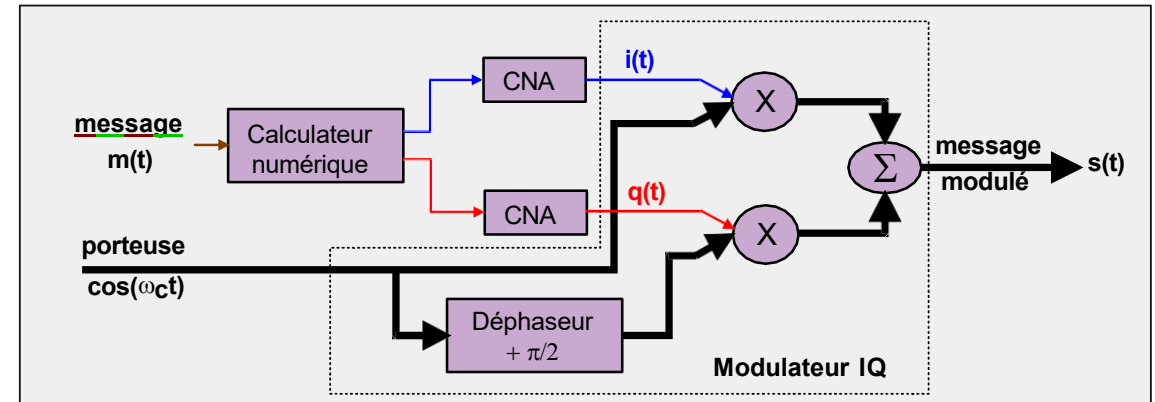 CNA
i(t)
X
message
m(t)
Calculateur
numérique
message
modulé
Σ
s(t)
CNA
q(t)
X
porteuse
cos(ωct)
Déphaseur
+ π/2
Modulateur IQ